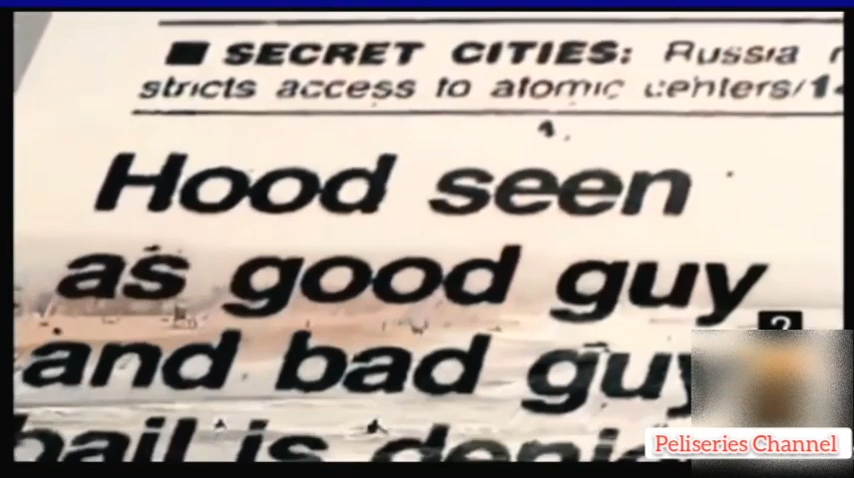 ■ SECRET CITIES: Russia
stricts access to atomic centers/1
Hood seen
as good guy
and bad guy
bail is
?
Peliseries Channel